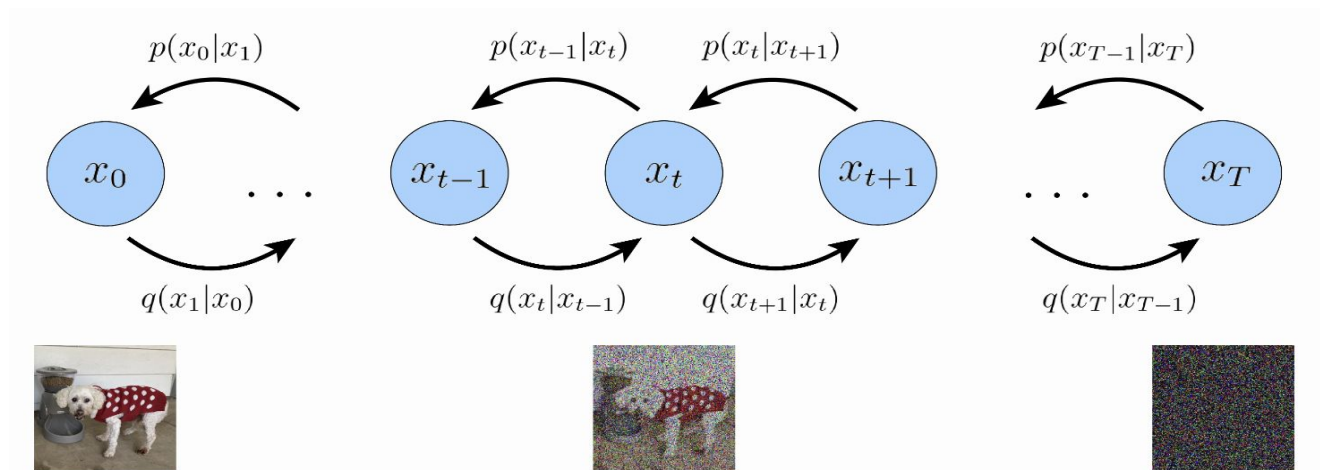 p(x_0|x_1) p(x_{t-1}|x_t) p(x_t|x_{t+1}) p(x_{T-1}|x_T)
x_0 . . . x_{t-1} x_t x_{t+1} . . . x_T
q(x_1|x_0) q(x_t|x_{t-1}) q(x_{t+1}|x_t) q(x_T|x_{T-1})